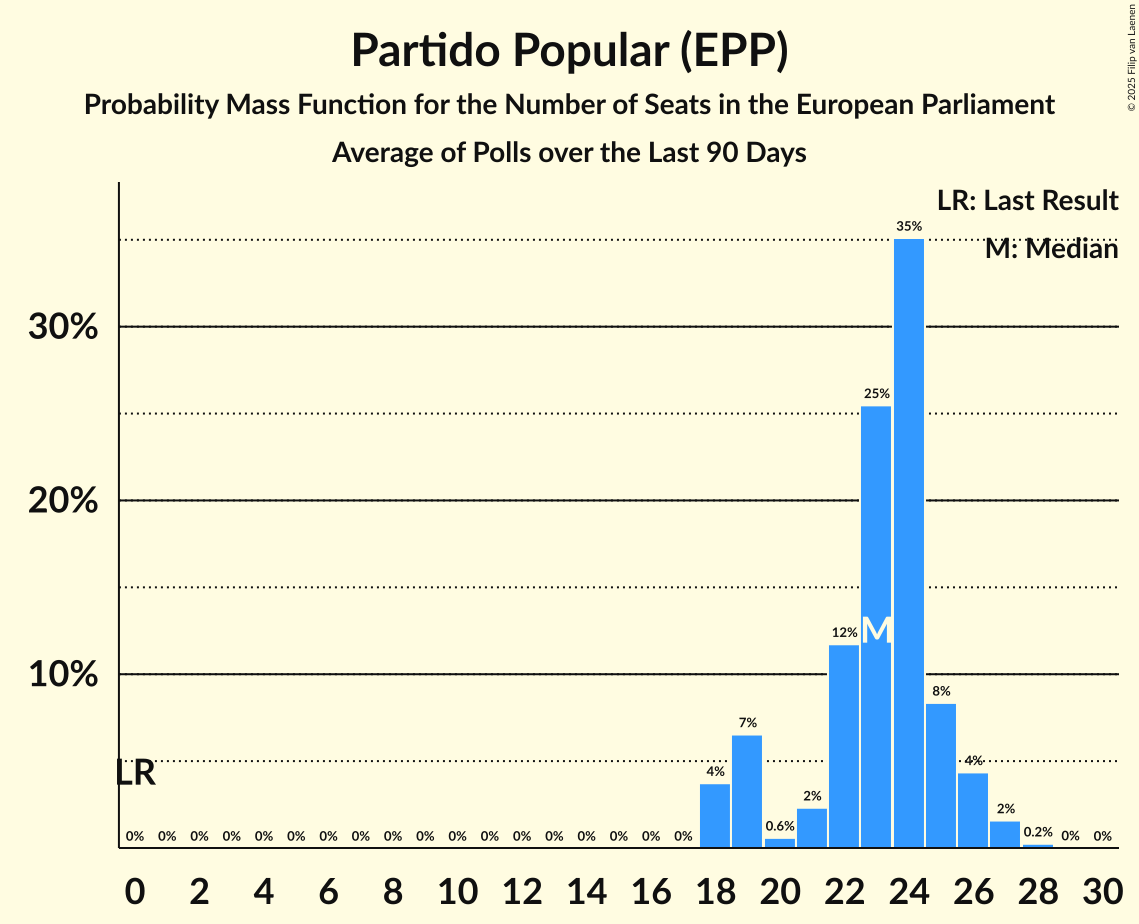 Partido Popular (EPP)
Probability Mass Function for the Number of Seats in the European Parliament
Average of Polls over the Last 90 Days
© 2025 Filip van Laenen
LR: Last Result
M: Median
35%
30%
25%
20%
12%
M
10%
8%
7%
LR
4%
4%
2%
2%
0.6%
0.2%
0% 0% 0% 0% 0% 0% 0% 0% 0% 0% 0% 0% 0% 0% 0% 0% 0% 0% 0% 0%
0 2 4 6 8 10 12 14 16 18 20 22 24 26 28 30